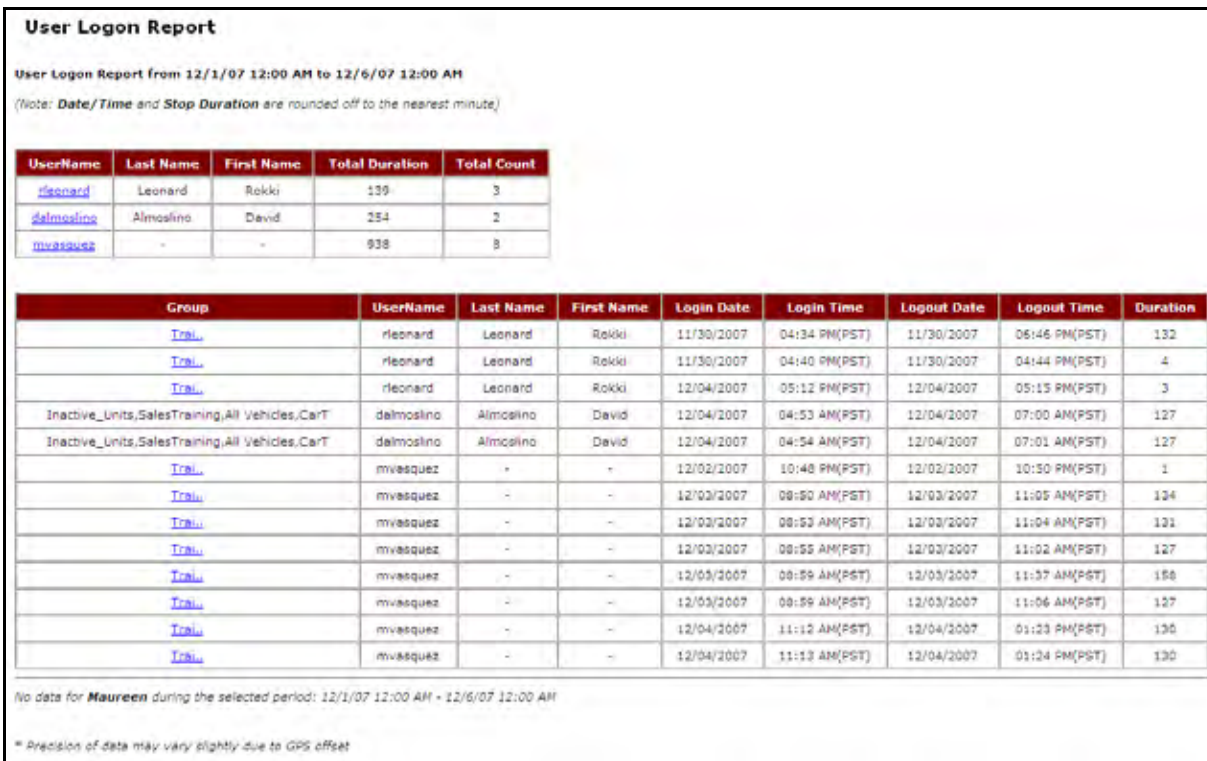 User Logon Report
User Logon Report from 12/1/07 12:00 AM to 12/6/07 12:00 AM
(Note: Date/Time and Stop Duration are rounded off to the nearest minute)
UserName Last Name First Name Total Duration Total Count
rleonard Leonard Rokki 139 3
dalmoslino Almoslino David 254 2
mvasquez - - 938 8
Group UserName Last Name First Name Login Date Login Time Logout Date Logout Time Duration
Trai.. rleonard Leonard Rokki 11/30/2007 04:34 PM(PST) 11/30/2007 06:46 PM(PST) 132
Trai.. rleonard Leonard Rokki 11/30/2007 04:40 PM(PST) 11/30/2007 04:44 PM(PST) 4
Trai.. rleonard Leonard Rokki 12/04/2007 05:12 PM(PST) 12/04/2007 05:15 PM(PST) 3
Inactive_Units,SalesTraining,All Vehicles,CarT dalmoslino Almoslino David 12/04/2007 04:53 AM(PST) 12/04/2007 07:00 AM(PST) 127
Inactive_Units,SalesTraining,All Vehicles,CarT dalmoslino Almoslino David 12/04/2007 04:54 AM(PST) 12/04/2007 07:01 AM(PST) 127
Trai.. mvasquez - - 12/02/2007 PM(PST) 12/02/2007 PM(PST) 1
Trai.. mvasquez - - 12/03/2007 08:50 AM(PST) 12/03/2007 11:05 AM(PST) 134
Trai.. mvasquez - - 12/03/2007 08:53 AM(PST) 12/03/2007 11:04 AM(PST) 131
Trai.. mvasquez - - 12/03/2007 08:55 AM(PST) 12/03/2007 11:02 AM(PST) 127
Trai.. mvasquez - - 12/03/2007 08:59 AM(PST) 12/03/2007 11:37 AM(PST) 158
Trai.. mvasquez - - 12/03/2007 08:59 AM(PST) 12/03/2007 11:06 AM(PST) 127
Trai.. mvasquez - - 12/04/2007 11:12 AM(PST) 12/04/2007 01:23 PM(PST) 130
Trai.. mvasquez - - 12/04/2007 11:13 AM(PST) 12/04/2007 01:24 PM(PST) 130
No data for Maureen during the selected period: 12/1/07 12:00 AM - 12/6/07 12:00 AM
* Precision of data may vary slightly due to GPS offset